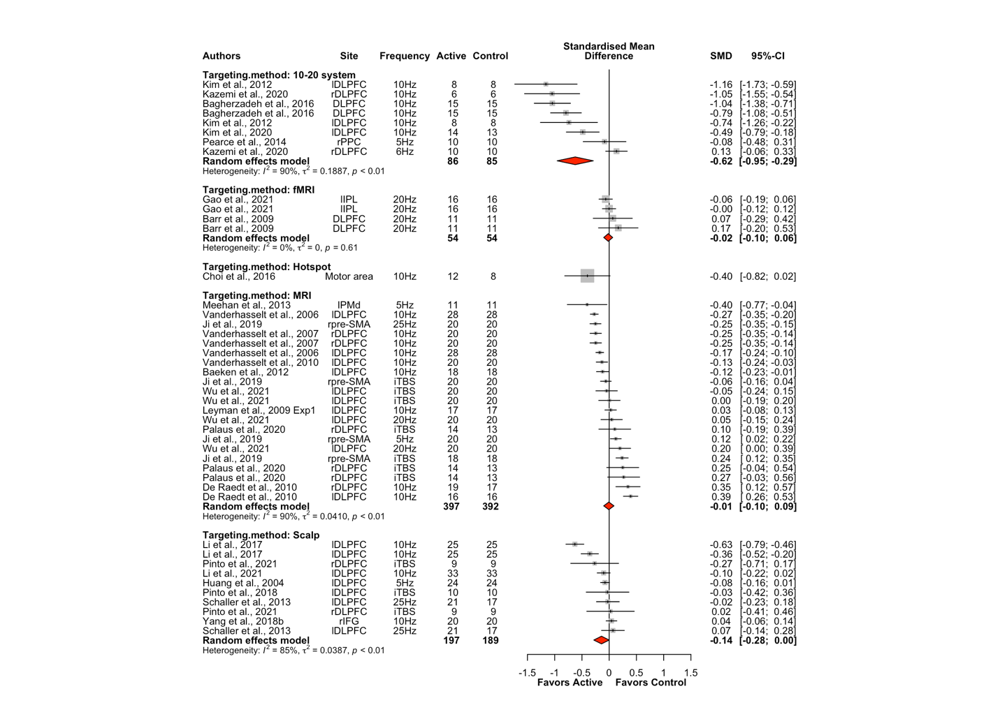 Standardised Mean
Authors Site Frequency Active Control Difference SMD 95%-CI
Targeting.method: 10-20 system
Kim et al., 2012 lDLPFC 10Hz 8 8 -1.16 [-1.73; -0.59]
Kazemi et al., 2020 rDLPFC 10Hz 6 6 -1.05 [-1.55; -0.54]
Bagherzadeh et al., 2016 DLPFC 10Hz 15 15 -1.04 [-1.38; -0.71]
Bagherzadeh et al., 2016 DLPFC 10Hz 15 15 -0.79 [-1.08; -0.51]
Kim et al., 2012 lDLPFC 10Hz 8 8 -0.74 [-1.26; -0.22]
Kim et al., 2020 lDLPFC 10Hz 14 13 -0.49 [-0.79; -0.18]
Pearce et al., 2014 rPPC 5Hz 10 10 -0.08 [-0.48; 0.31]
Kazemi et al., 2020 rDLPFC 6Hz 10 10 0.13 [-0.06; 0.33]
Random effects model 86 85 -0.62 [-0.95; -0.29]
Heterogeneity: I² = 90%, τ² = 0.1887, p < 0.01
Targeting.method: fMRI
Gao et al., 2021 lIPL 20Hz 16 16 -0.06 [-0.19; 0.06]
Gao et al., 2021 lIPL 20Hz 16 16 -0.00 [-0.12; 0.12]
Barr et al., 2009 DLPFC 20Hz 11 11 0.07 [-0.29; 0.42]
Barr et al., 2009 DLPFC 20Hz 11 11 0.17 [-0.20; 0.53]
Random effects model 54 54 -0.02 [-0.10; 0.06]
Heterogeneity: I² = 0%, τ² = 0, p = 0.61
Targeting.method: Hotspot
Choi et al., 2016 Motor area 10Hz 12 8 -0.40 [-0.82; 0.02]
Targeting.method: MRI
Meehan et al., 2013 lPMd 5Hz 11 11 -0.40 [-0.77; -0.04]
Vanderhasselt et al., 2006 lDLPFC 10Hz 28 28 -0.27 [-0.35; -0.20]
Ji et al., 2019 rpre-SMA 25Hz 20 20 -0.25 [-0.35; -0.15]
Vanderhasselt et al., 2007 rDLPFC 10Hz 20 20 -0.25 [-0.35; -0.14]
Vanderhasselt et al., 2007 rDLPFC 10Hz 20 20 -0.25 [-0.35; -0.14]
Vanderhasselt et al., 2006 lDLPFC 10Hz 28 28 -0.17 [-0.24; -0.10]
Vanderhasselt et al., 2010 lDLPFC 10Hz 20 20 -0.13 [-0.24; -0.03]
Baeken et al., 2012 lDLPFC 10Hz 18 18 -0.12 [-0.23; -0.01]
Ji et al., 2019 rpre-SMA iTBS 20 20 -0.06 [-0.16; 0.04]
Wu et al., 2021 lDLPFC iTBS 20 20 -0.05 [-0.24; 0.15]
Wu et al., 2021 lDLPFC iTBS 20 20 0.00 [-0.19; 0.20]
Leyman et al., 2009 Exp1 lDLPFC 10Hz 17 17 0.03 [-0.08; 0.13]
Wu et al., 2021 lDLPFC 20Hz 20 20 0.05 [-0.15; 0.24]
Palaus et al., 2020 rDLPFC iTBS 14 13 0.10 [-0.19; 0.39]
Ji et al., 2019 rpre-SMA 5Hz 20 20 0.12 [ 0.02; 0.22]
Wu et al., 2021 lDLPFC 20Hz 20 20 0.20 [ 0.00; 0.39]
Ji et al., 2019 rpre-SMA iTBS 18 18 0.24 [ 0.12; 0.35]
Palaus et al., 2020 rDLPFC iTBS 14 13 0.25 [-0.04; 0.54]
Palaus et al., 2020 rDLPFC iTBS 14 13 0.27 [-0.03; 0.56]
De Raedt et al., 2010 rDLPFC 10Hz 19 17 0.35 [ 0.12; 0.57]
De Raedt et al., 2010 lDLPFC 10Hz 16 16 0.39 [ 0.26; 0.53]
Random effects model 397 392 -0.01 [-0.10; 0.09]
Heterogeneity: I² = 90%, τ² = 0.0410, p < 0.01
Targeting.method: Scalp
Li et al., 2017 lDLPFC 10Hz 25 25 -0.63 [-0.79; -0.46]
Li et al., 2017 lDLPFC 10Hz 25 25 -0.36 [-0.52; -0.20]
Pinto et al., 2021 rDLPFC iTBS 9 9 -0.27 [-0.71; 0.17]
Li et al., 2021 lDLPFC 10Hz 33 33 -0.10 [-0.22; 0.02]
Huang et al., 2004 lDLPFC 5Hz 24 24 -0.08 [-0.16; 0.01]
Pinto et al., 2018 lDLPFC iTBS 10 10 -0.03 [-0.42; 0.36]
Schaller et al., 2013 lDLPFC 25Hz 21 17 -0.02 [-0.23; 0.18]
Pinto et al., 2021 rDLPFC iTBS 9 9 0.02 [-0.41; 0.46]
Yang et al., 2018b rIFG 10Hz 20 20 0.04 [-0.06; 0.14]
Schaller et al., 2013 lDLPFC 25Hz 21 17 0.07 [-0.14; 0.28]
Random effects model 197 189 -0.14 [-0.28; 0.00]
Heterogeneity: I² = 85%, τ² = 0.0387, p < 0.01
-1.5 -1 -0.5 0 0.5 1 1.5
Favors Active Favors Control